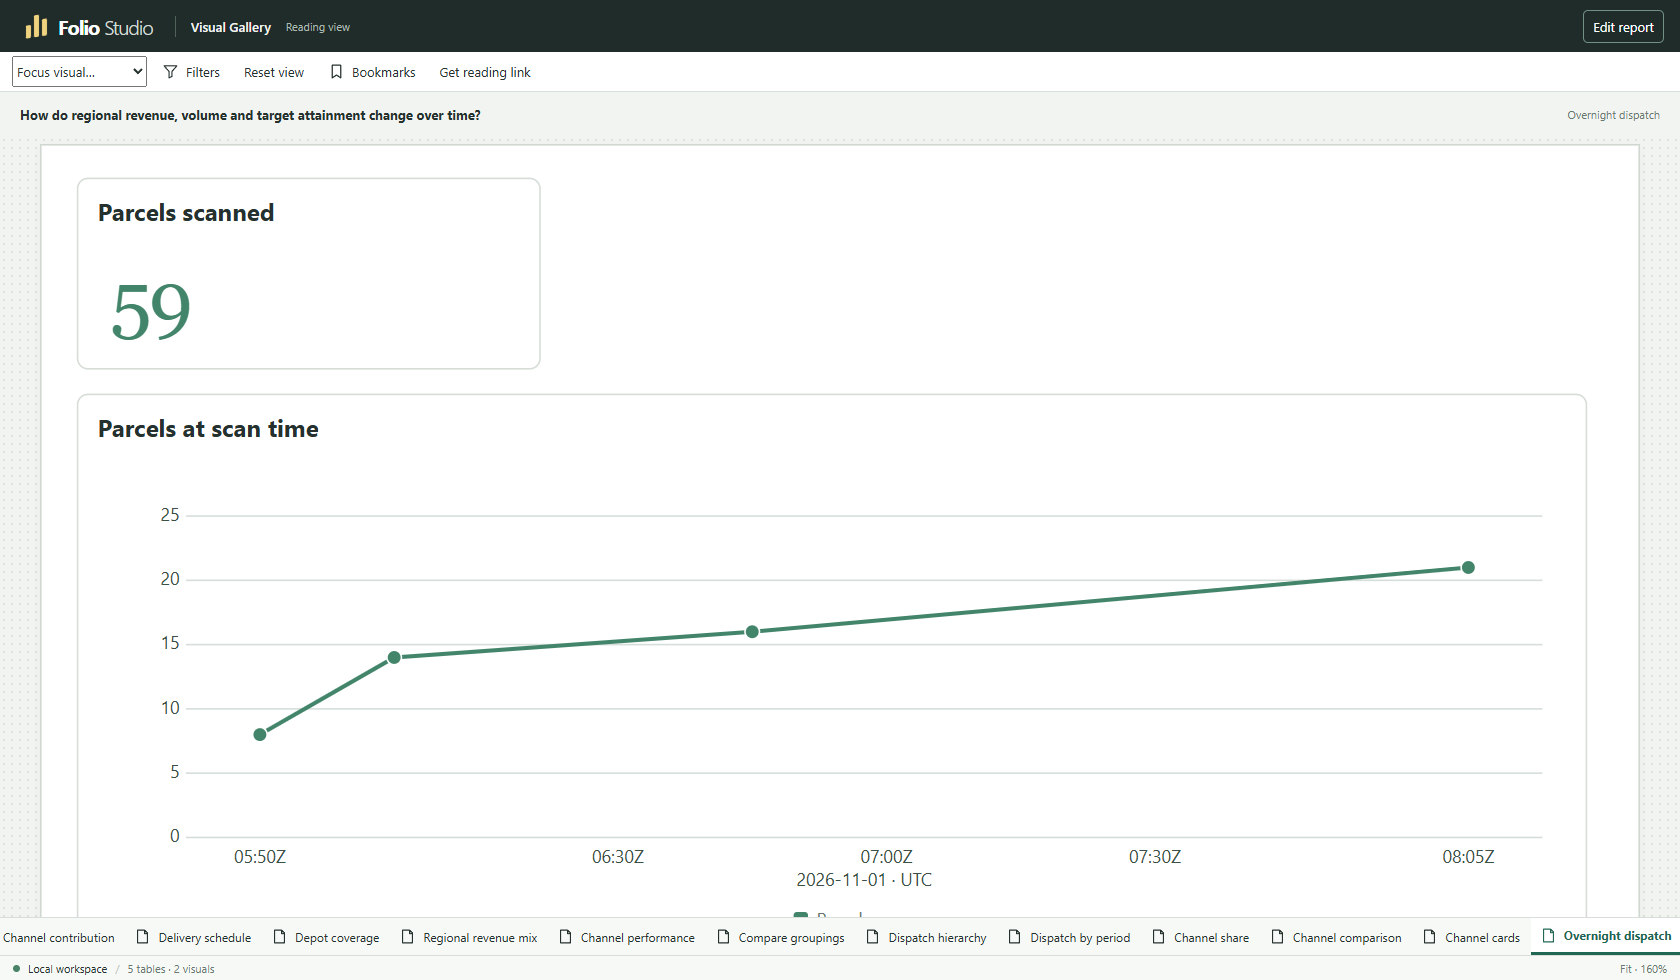 Folio Studio Visual Gallery Reading view Edit report
Focus visual... Filters Reset view Bookmarks Get reading link
How do regional revenue, volume and target attainment change over time? Overnight dispatch
Parcels scanned
59
Parcels at scan time
25
20
15
10
5
0
05:50Z 06:30Z 07:00Z 07:30Z 08:05Z
2026-11-01 · UTC
Channel contribution Delivery schedule Depot coverage Regional revenue mix Channel performance Compare groupings Dispatch hierarchy Dispatch by period Channel share Channel comparison Channel cards Overnight dispatch
Local workspace / 5 tables · 2 visuals Fit · 160%